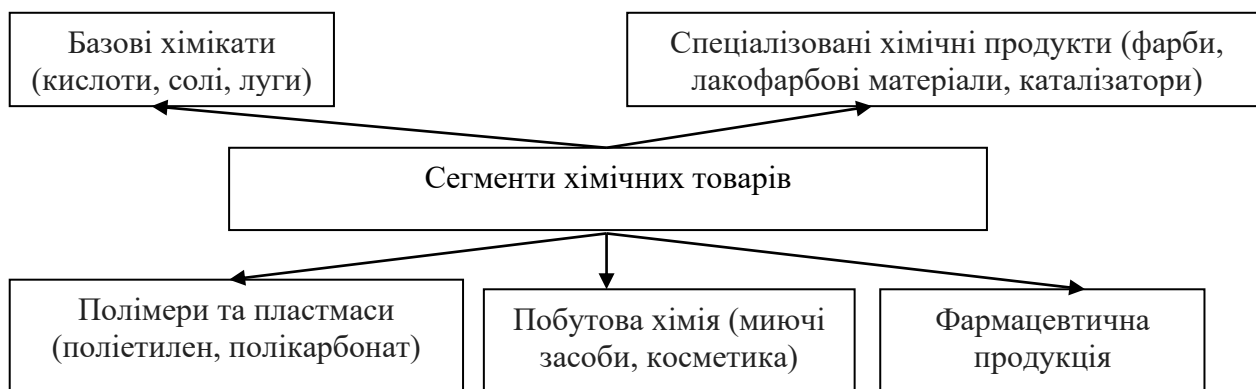 Базові хімікати
(кислоти, солі, луги)
Спеціалізовані хімічні продукти (фарби,
лакофарбові матеріали, каталізатори)
Сегменти хімічних товарів
Полімери та пластмаси
(поліетилен, полікарбонат)
Побутова хімія (миючі
засоби, косметика)
Фармацевтична
продукція